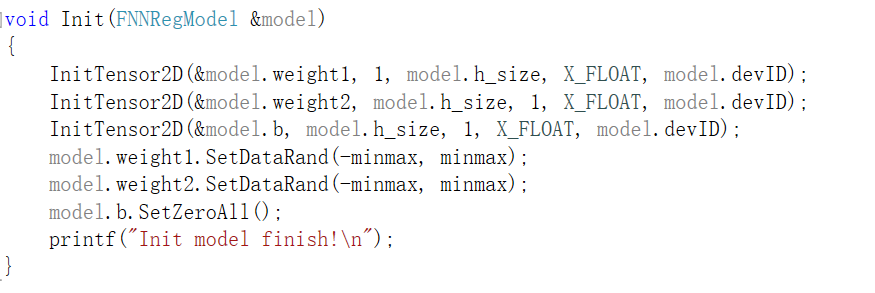 void Init(FNNRegModel &model)
{
    InitTensor2D(&model.weight1, 1, model.h_size, X_FLOAT, model.devID);
    InitTensor2D(&model.weight2, model.h_size, 1, X_FLOAT, model.devID);
    InitTensor2D(&model.b, model.h_size, 1, X_FLOAT, model.devID);
    model.weight1.SetDataRand(-minmax, minmax);
    model.weight2.SetDataRand(-minmax, minmax);
    model.b.SetZeroAll();
    printf("Init model finish!\n");
}